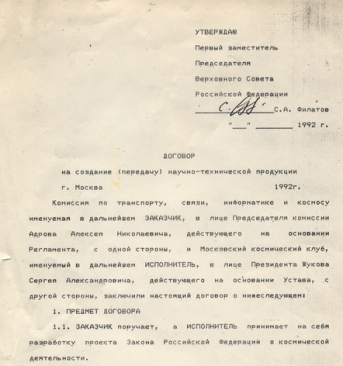 УТВЕРЖДАЮ
Первый заместитель
Председателя
Верховного Совета
Российской Федерации
С.А. Филатов
"___" 1992 г.
ДОГОВОР
на создание (передачу) научно-технической продукции
г. Москва 1992г.
Комиссия по транспорту, связи, информатике и космосу
именуемая в дальнейшем ЗАКАЗЧИК, в лице Председателя комиссии
Адрова Алексея Николаевича, действующего на основании
Регламента, с одной стороны, и Московский космический клуб,
именуемый в дальнейшем ИСПОЛНИТЕЛЬ, в лице Президента Жукова
Сергея Александровича, действующего на основании Устава, с
другой стороны, заключили настоящий договор о нижеследующем:
1. ПРЕДМЕТ ДОГОВОРА
1.1. ЗАКАЗЧИК поручает, а ИСПОЛНИТЕЛЬ принимает на себя
разработку проекта Закона Российской Федерации о космической
деятельности.